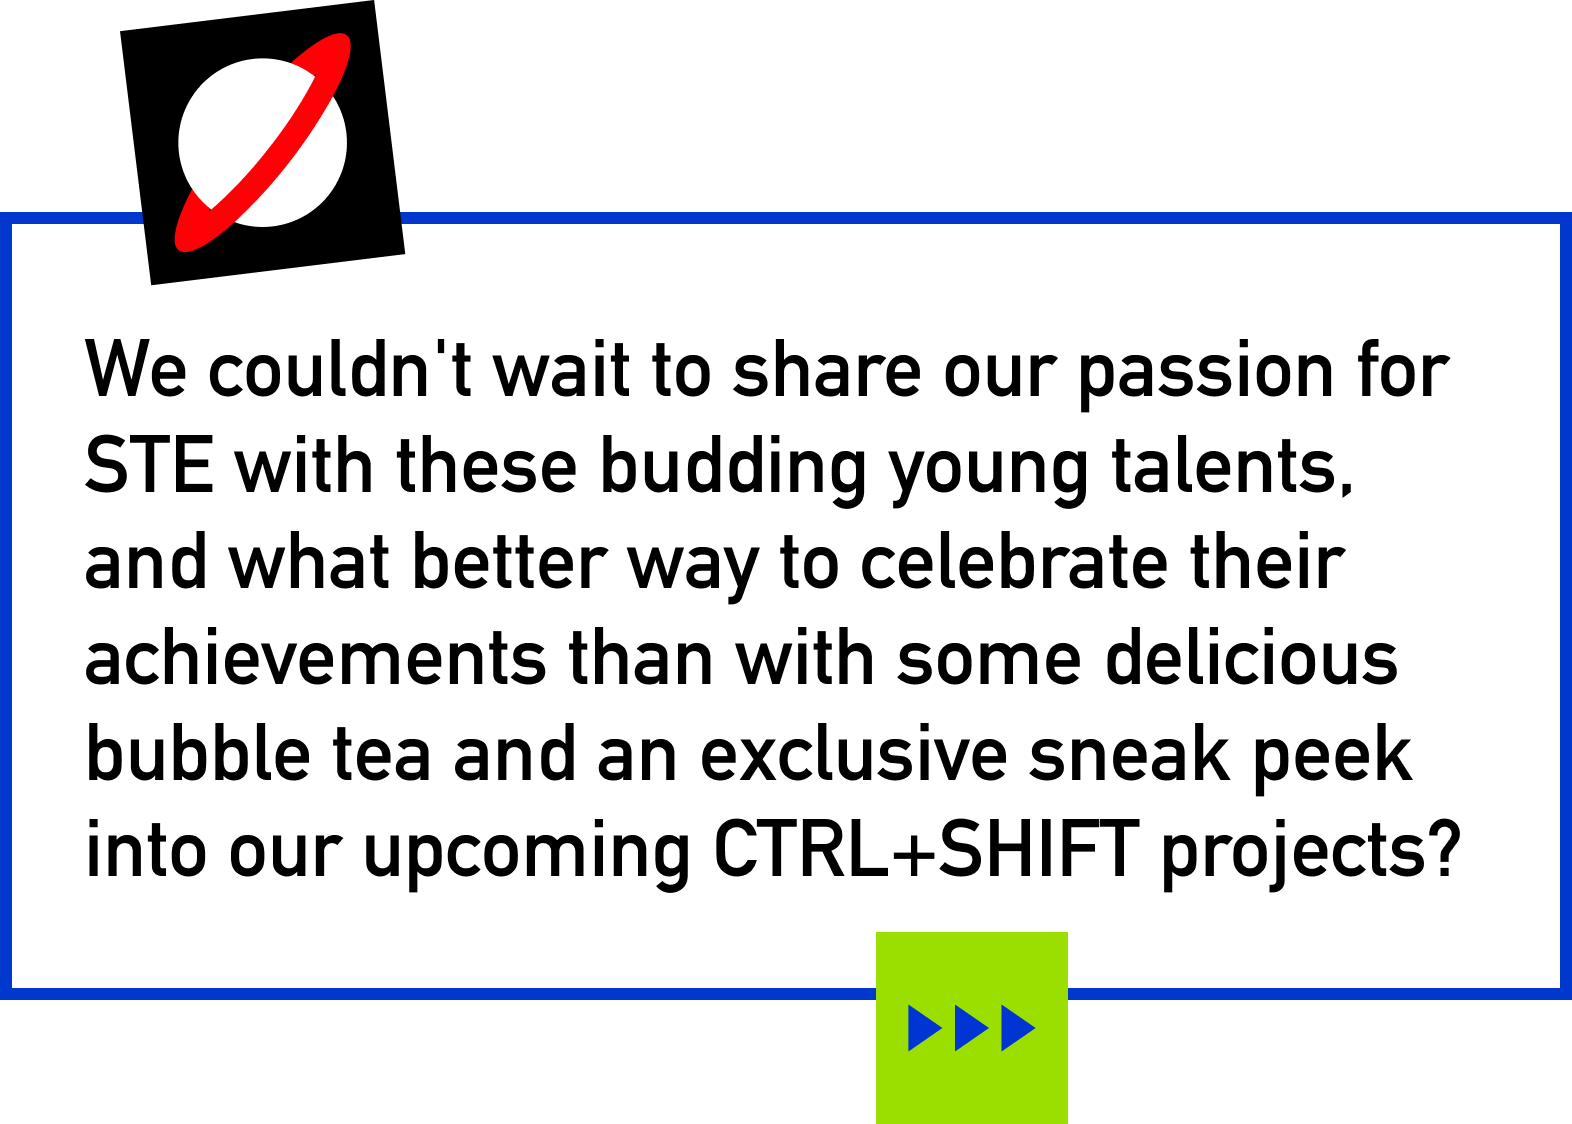 We couldn't wait to share our passion for
STE with these budding young talents,
and what better way to celebrate their
achievements than with some delicious
bubble tea and an exclusive sneak peek
into our upcoming CTRL+SHIFT projects?